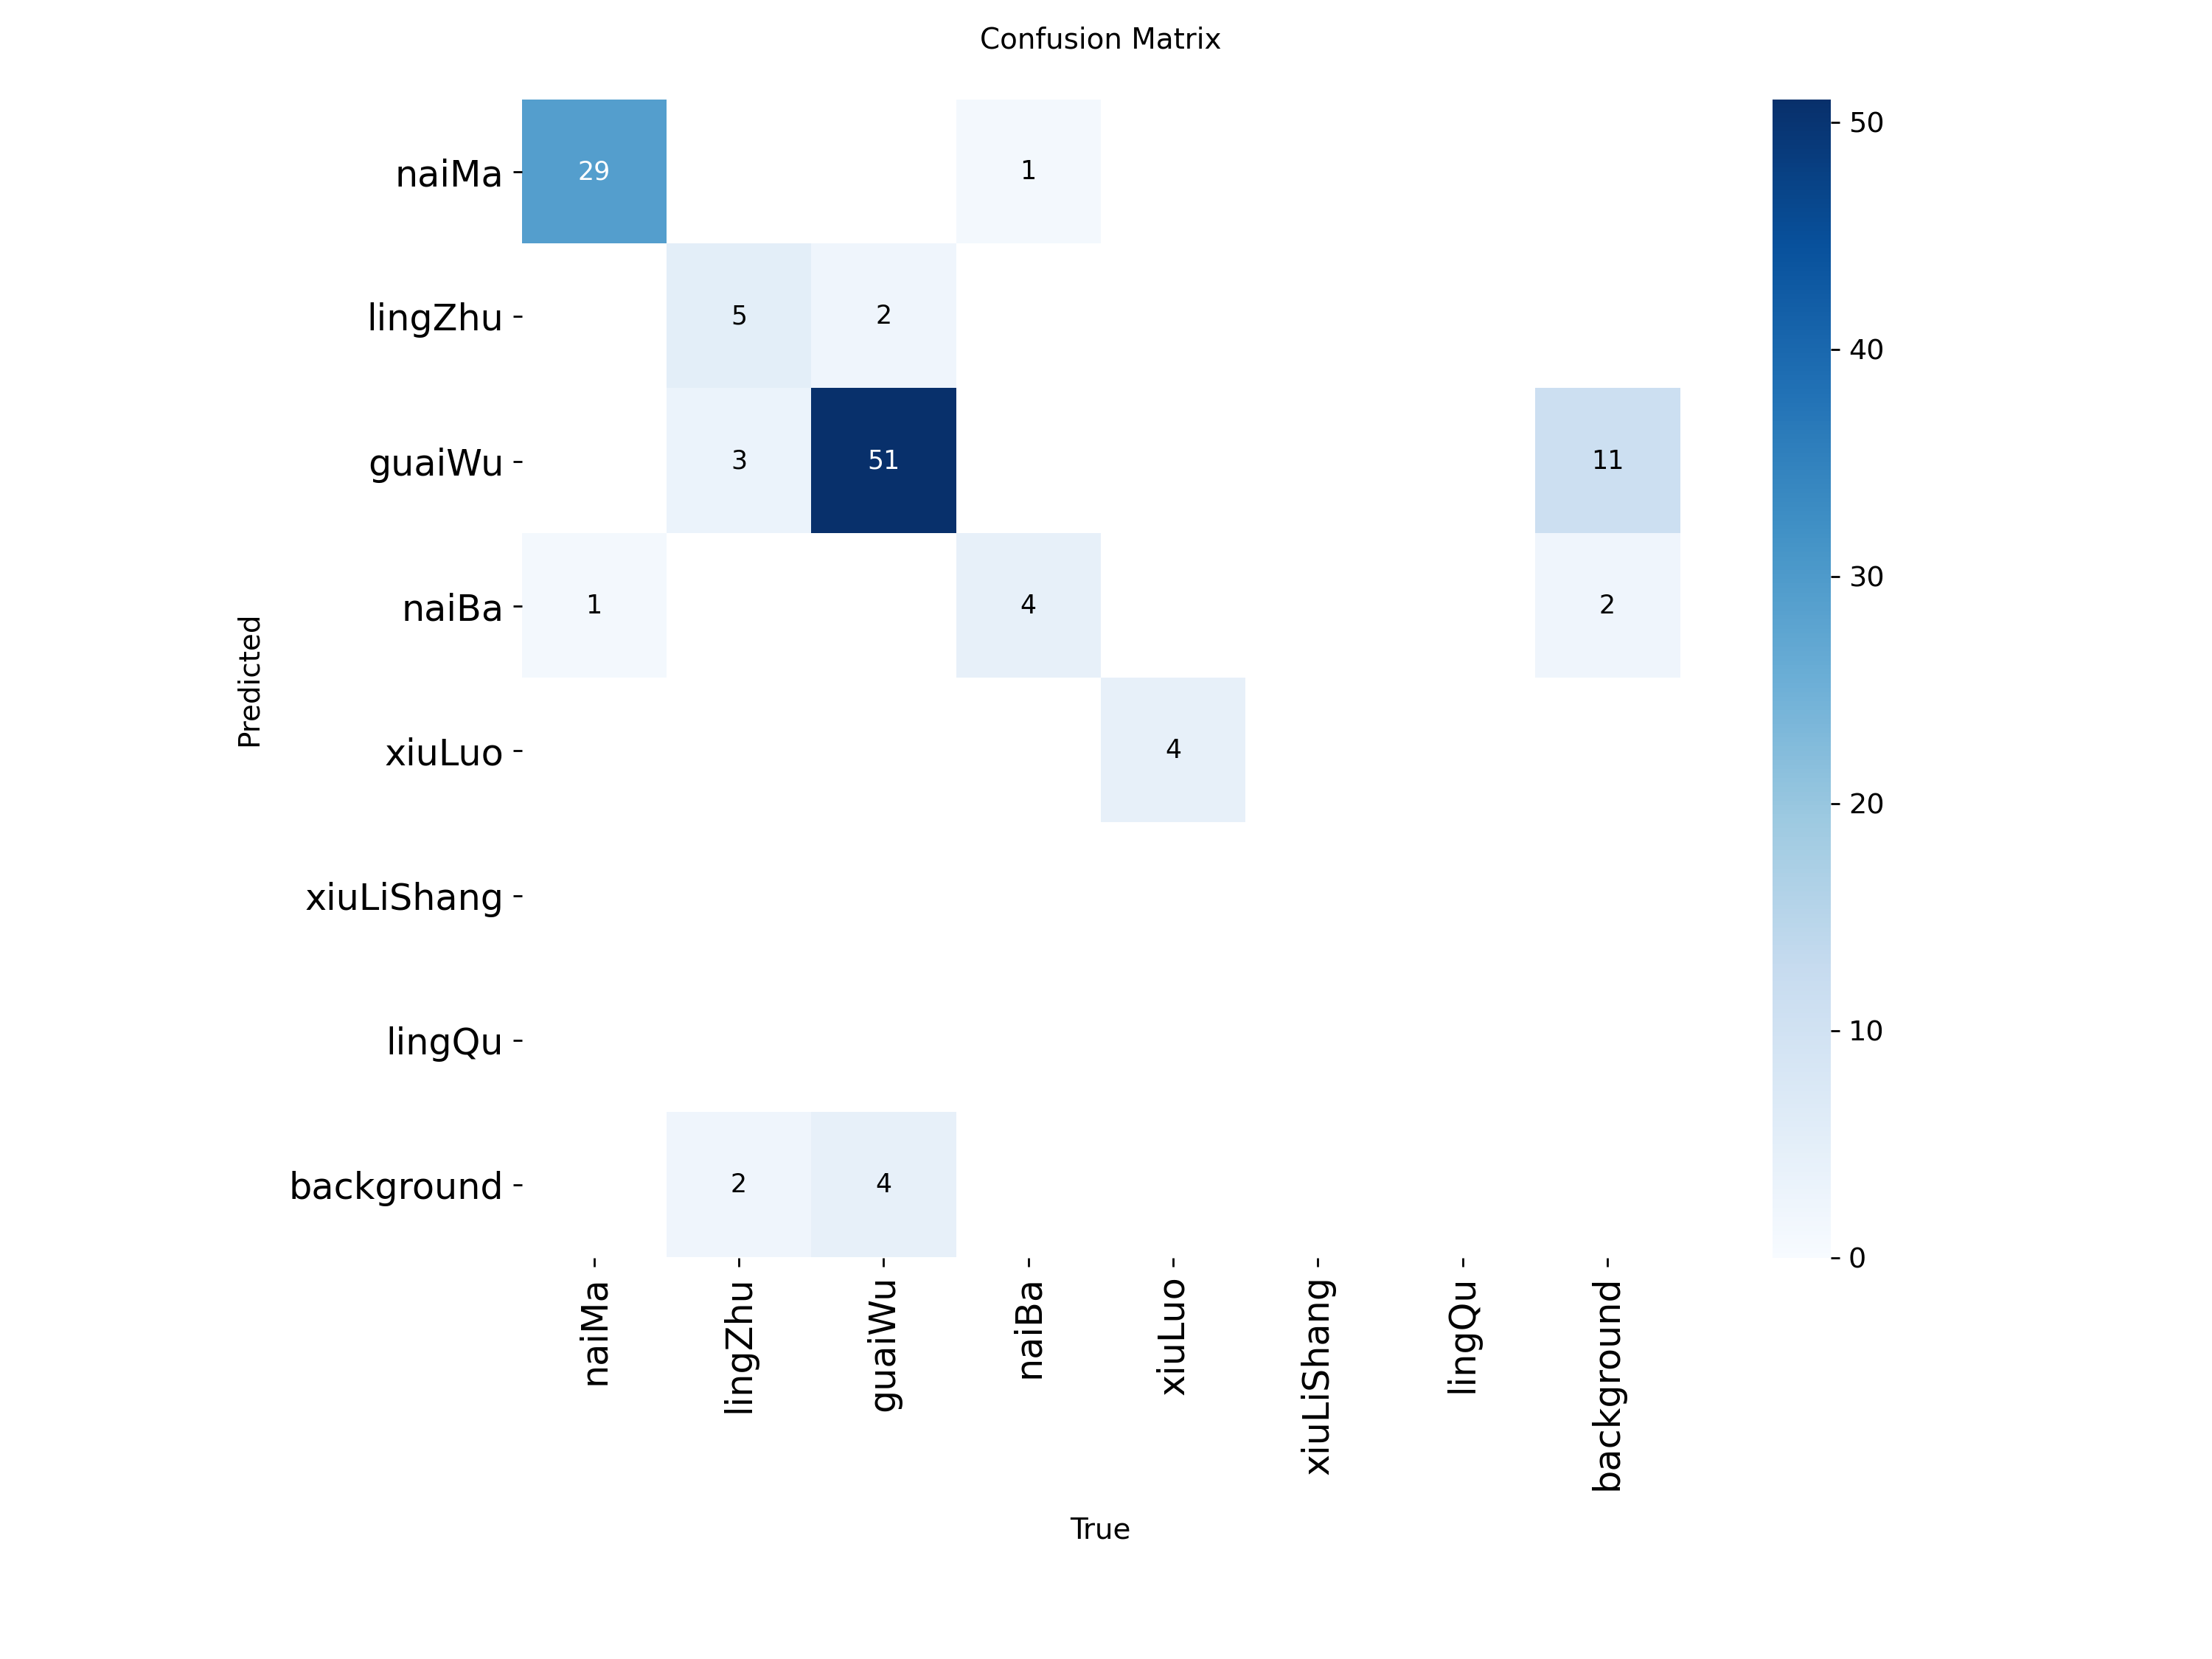 Confusion Matrix
naiMa
29
1
lingZhu
5
2
guaiWu
3
51
11
naiBa
1
4
2
xiuLuo
4
xiuLiShang
lingQu
background
2
4
Predicted
naiMa
lingZhu
guaiWu
naiBa
xiuLuo
xiuLiShang
lingQu
background
True
50
40
30
20
10
0